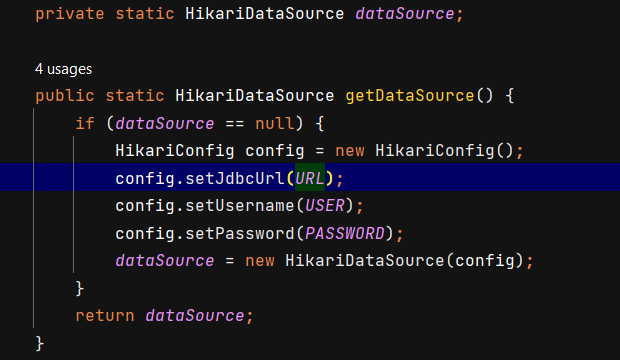 private static HikariDataSource dataSource;
4 usages
public static HikariDataSource getDataSource() {
if (dataSource == null) {
HikariConfig config = new HikariConfig();
config.setJdbcUrl(URL);
config.setUsername(USER);
config.setPassword(PASSWORD);
dataSource = new HikariDataSource(config);
}
return dataSource;
}